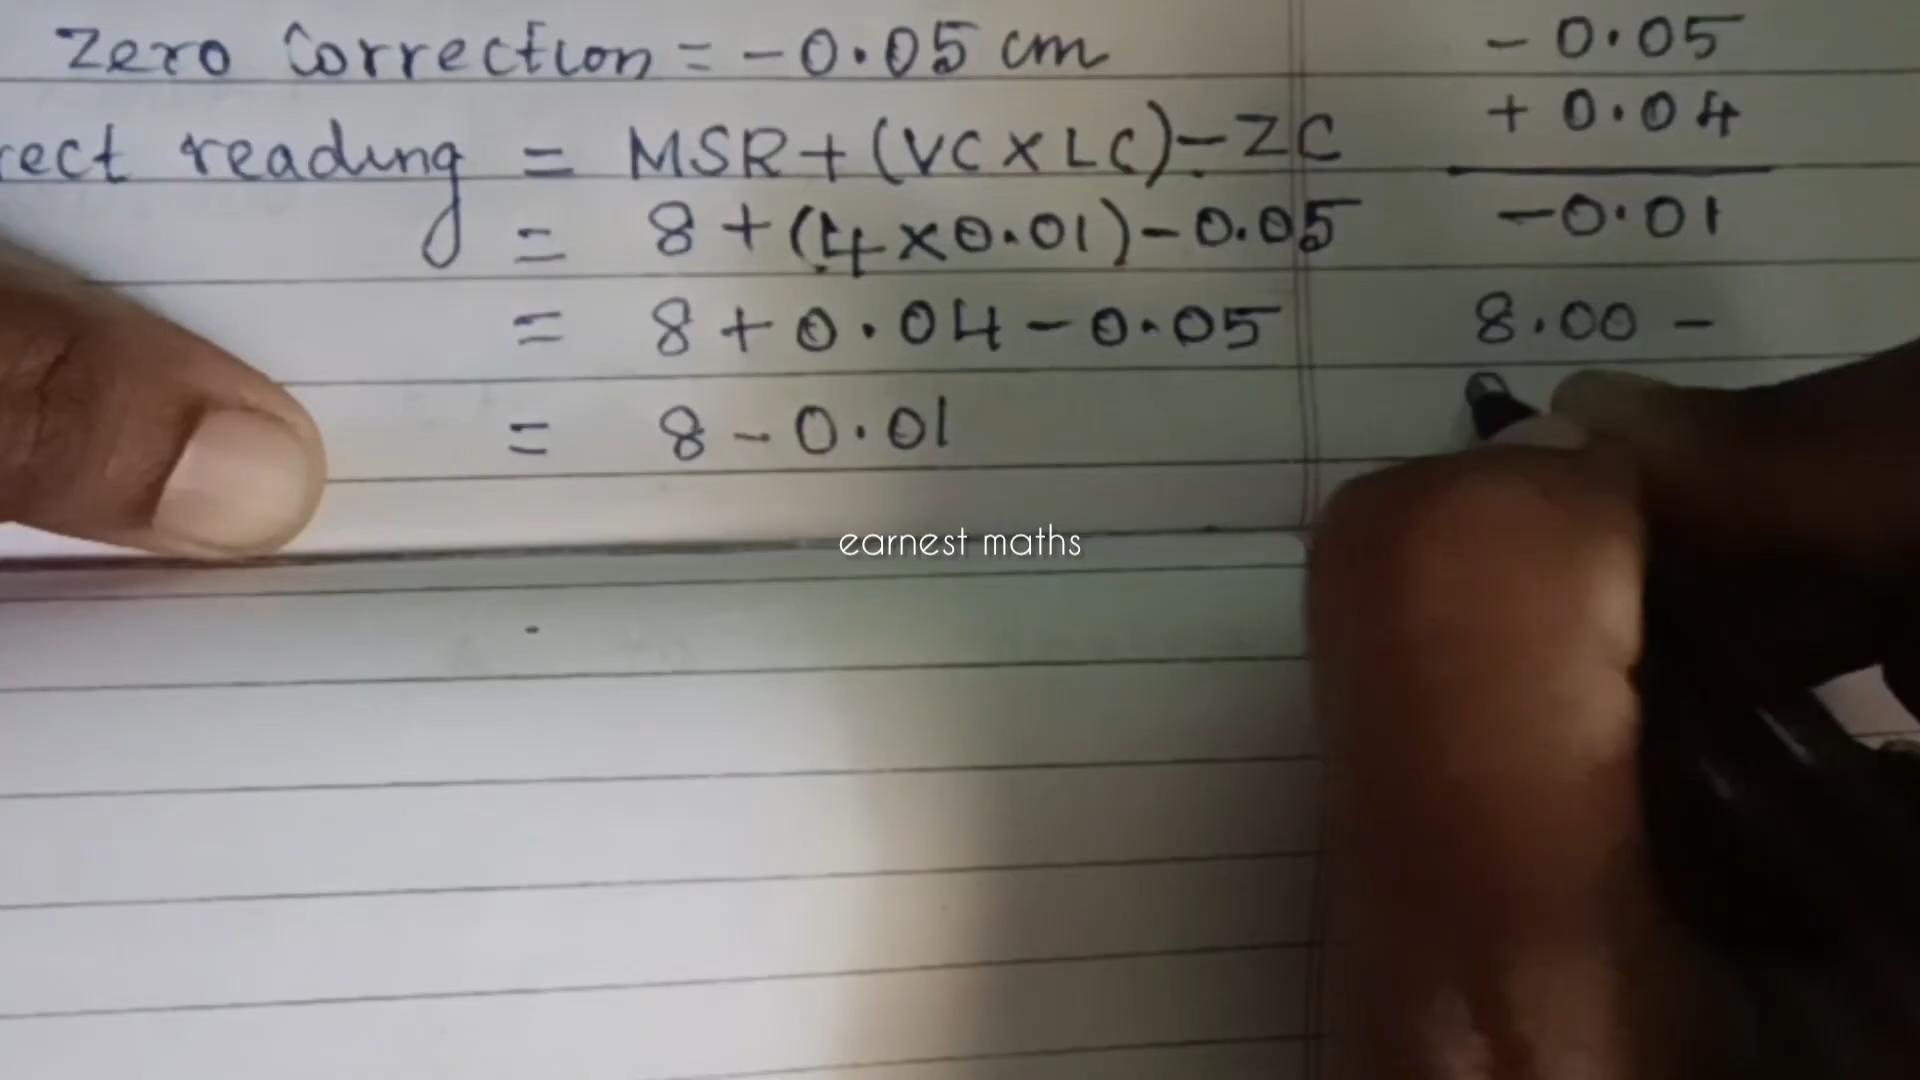 Zero Correction = -0.05 cm
rect reading = MSR + (VC X LC) - ZC
= 8 + (4 × 0.01) - 0.05
= 8 + 0.04 - 0.05
= 8 - 0.01
- 0.05
+ 0.04
-0.01
8.00 -
earnest maths